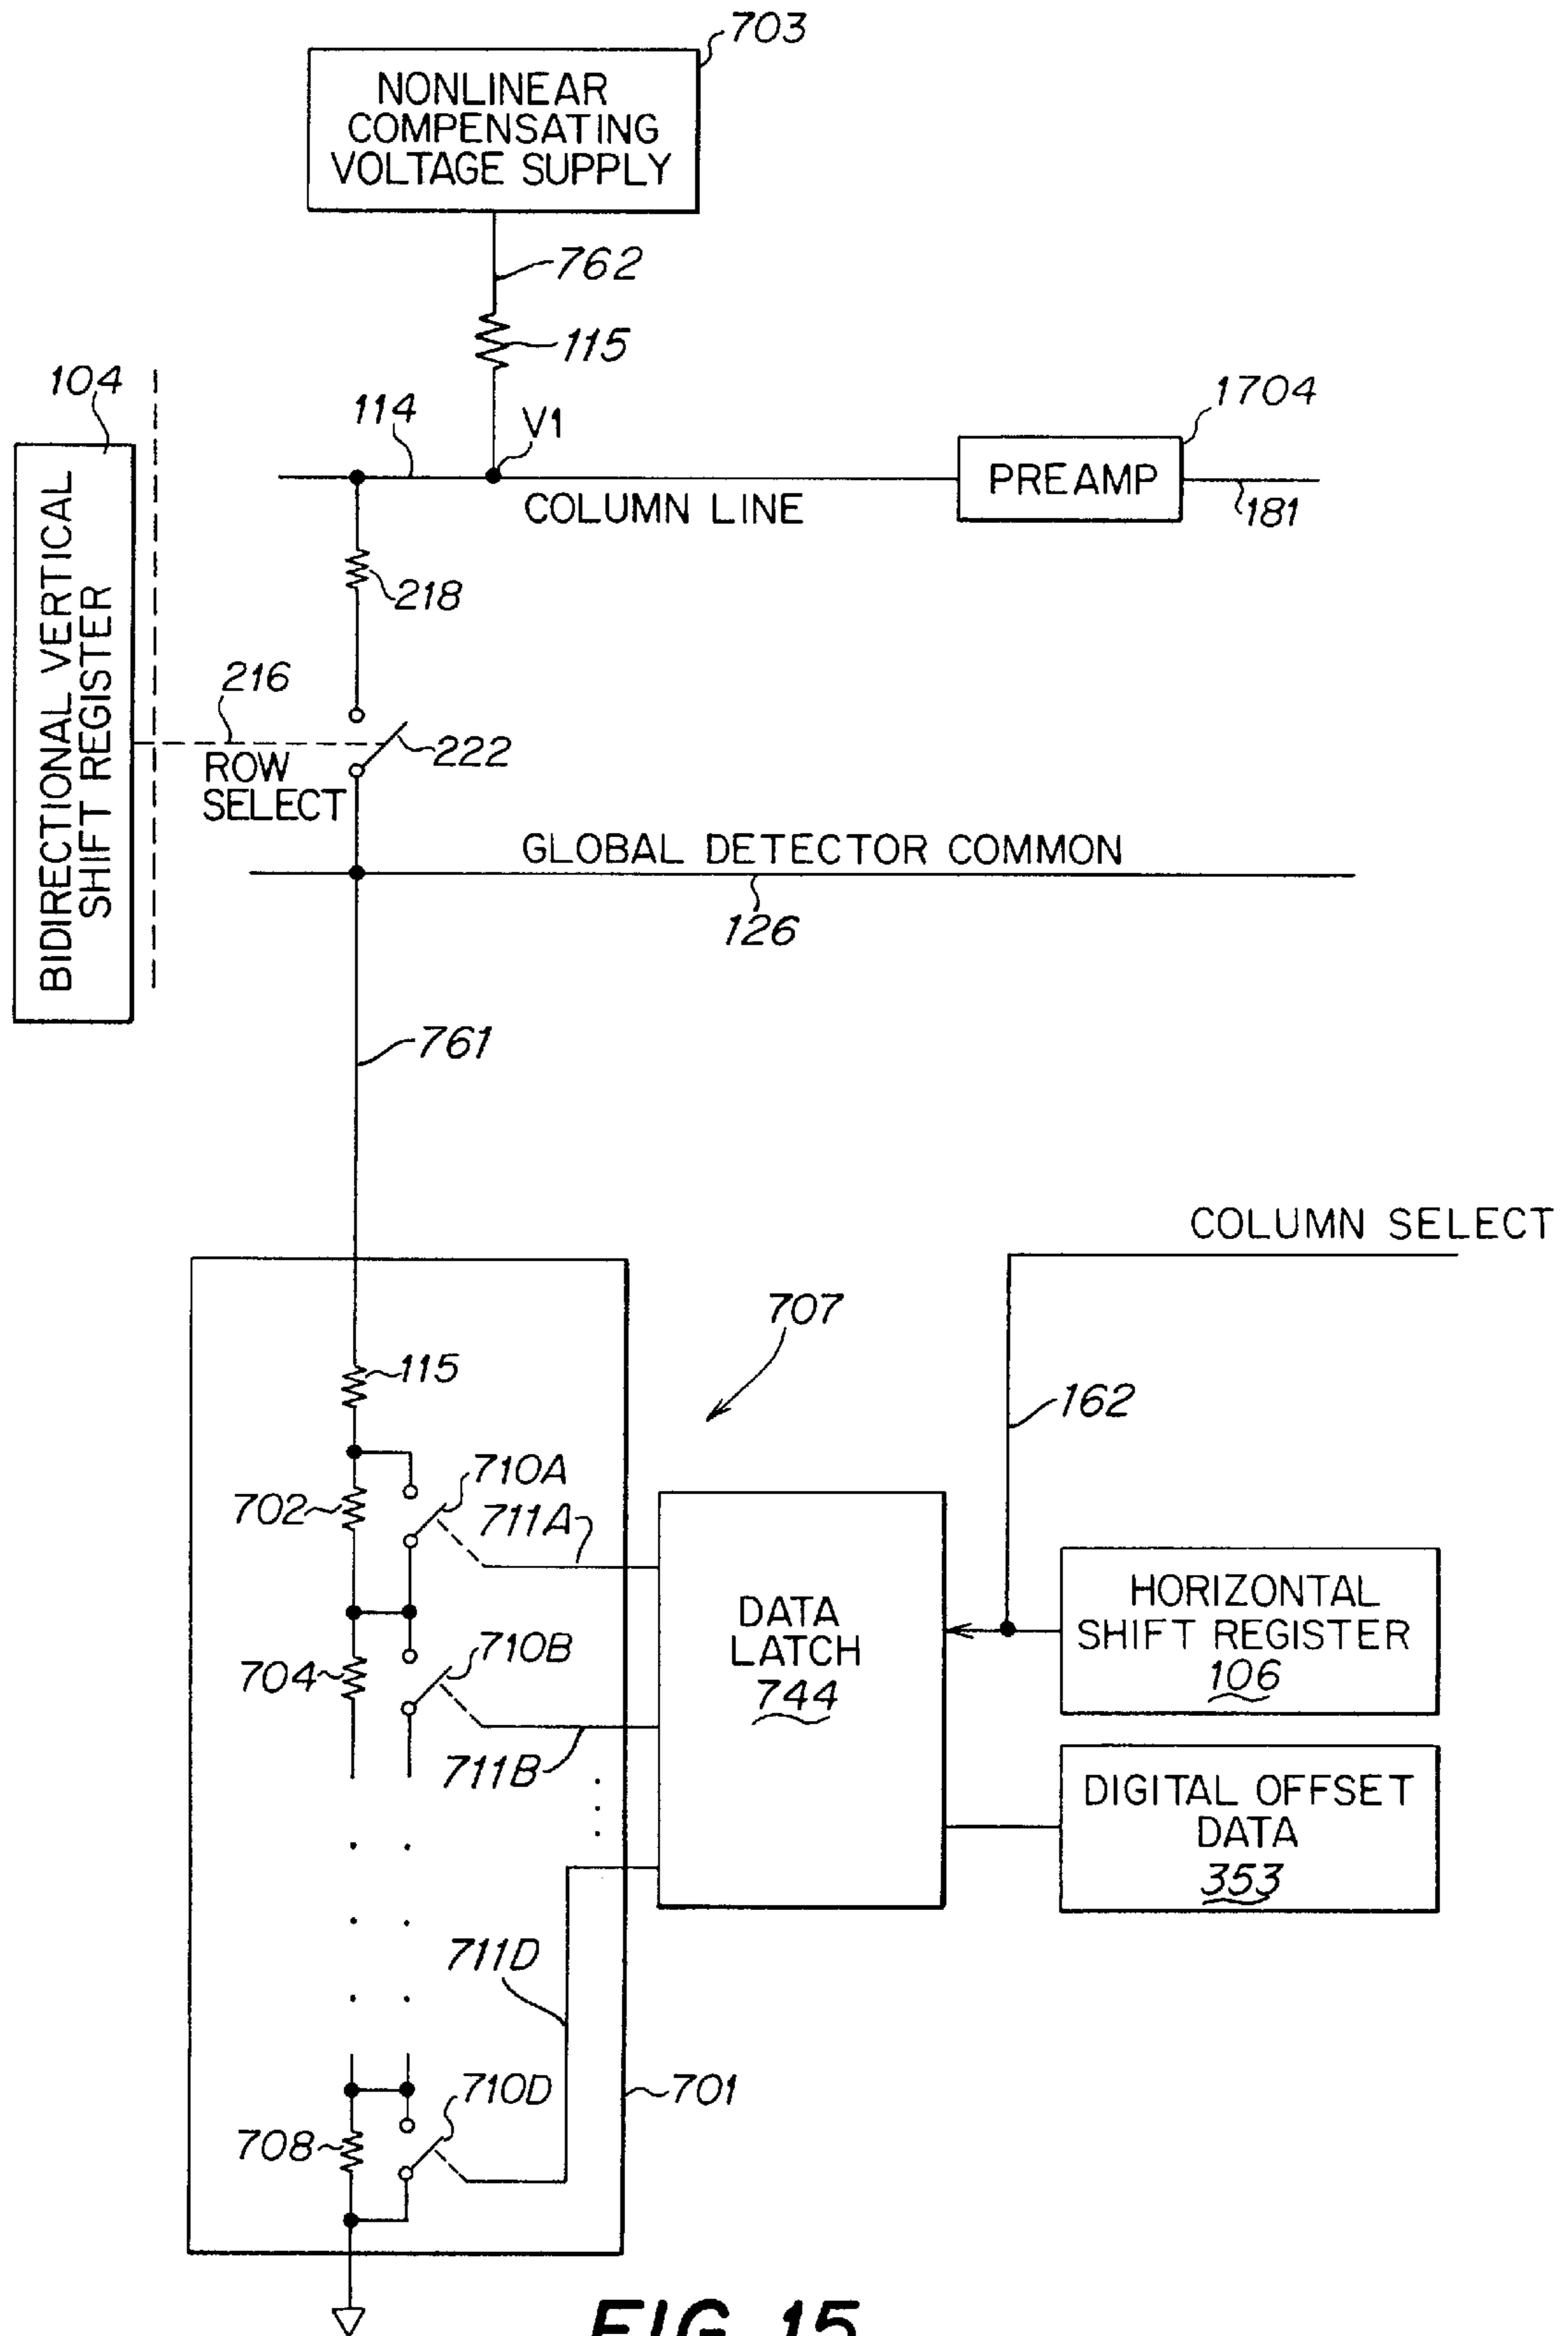 703
NONLINEAR
COMPENSATING
VOLTAGE SUPPLY
762
115
104
114
V1
1704
PREAMP
181
COLUMN LINE
BIDIRECTIONAL VERTICAL
SHIFT REGISTER
218
216
222
ROW
SELECT
GLOBAL DETECTOR COMMON
126
761
COLUMN SELECT
707
115
162
710A
702
711A
DATA
LATCH
744
HORIZONTAL
SHIFT REGISTER
106
710B
704
711B
DIGITAL OFFSET
DATA
353
711D
710D
701
708
FIG. 15